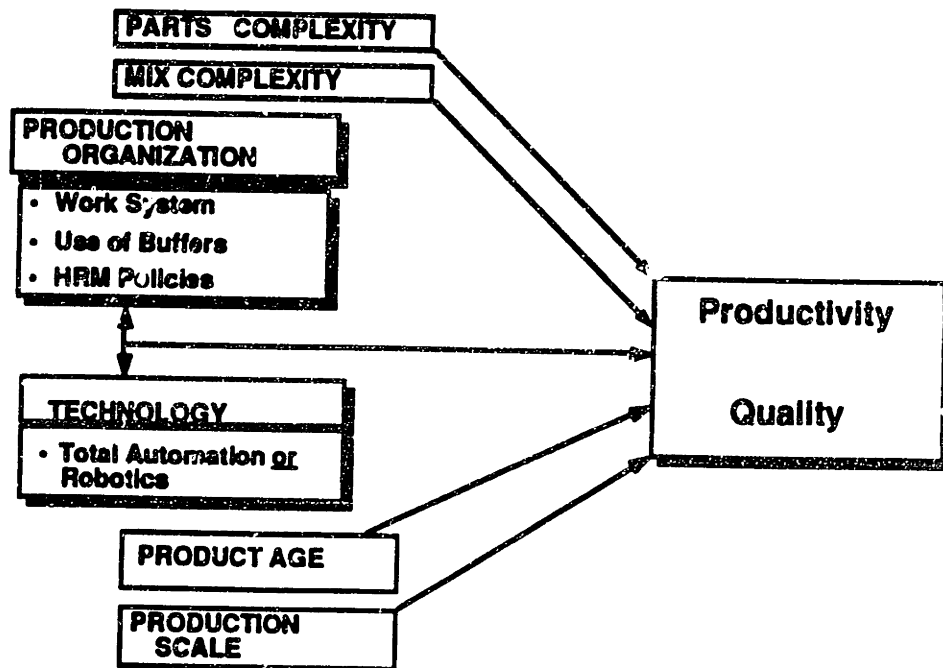 PARTS COMPLEXITY
MIX COMPLEXITY
PRODUCTION
ORGANIZATION
• Work System
• Use of Buffers
• HRM Policies
TECHNOLOGY
• Total Automation or
Robotics
PRODUCT AGE
PRODUCTION
SCALE
Productivity
Quality